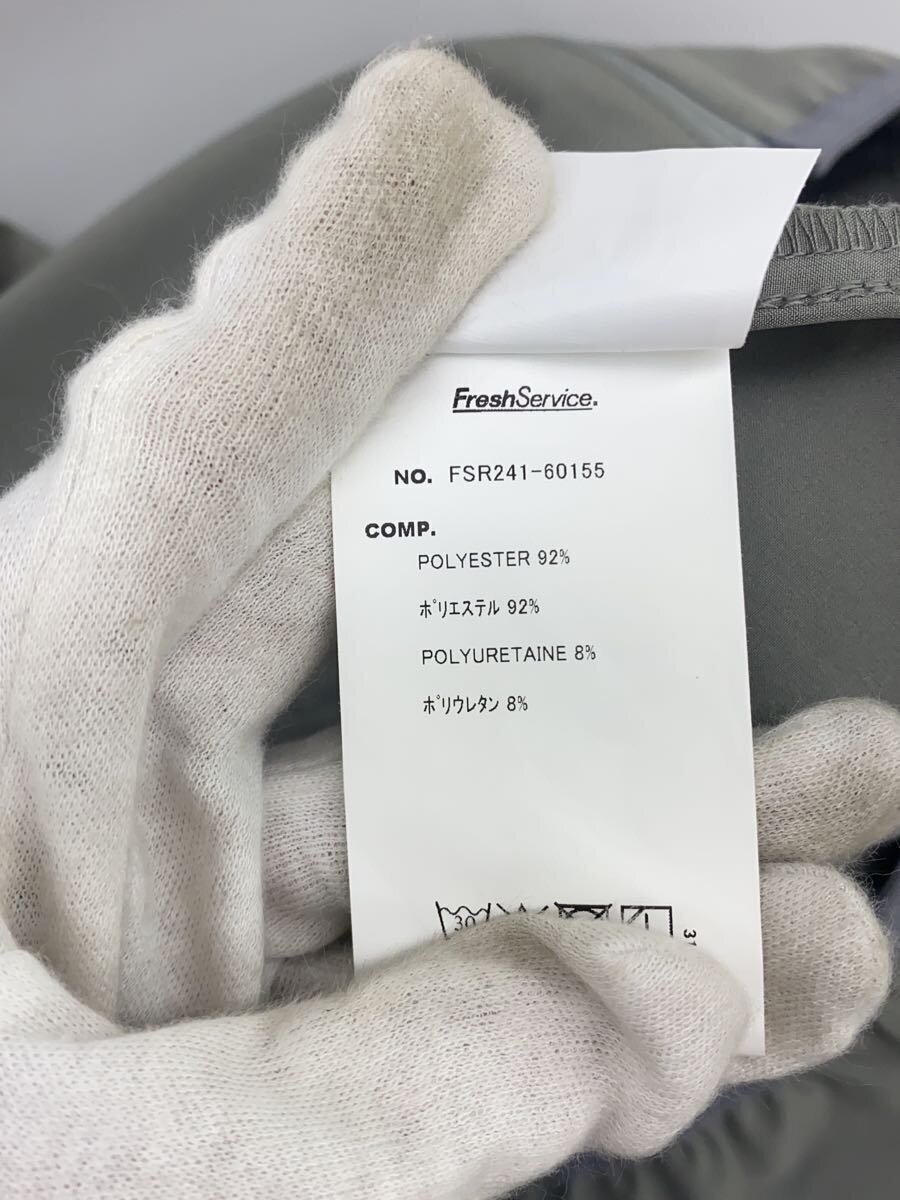 FreshService.
NO. FSR241-60155
COMP.
POLYESTER 92%
ポリエステル 92%
POLYURETAINE 8%
ポリウレタン 8%
30